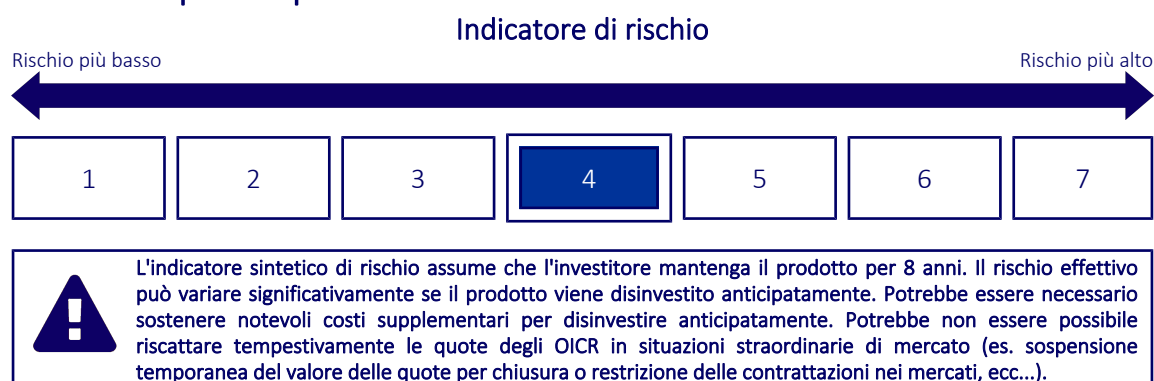 Indicatore di rischio
Rischio più basso
Rischio più alto
1 2 3 4 5 6 7
L'indicatore sintetico di rischio assume che l'investitore mantenga il prodotto per 8 anni. Il rischio effettivo
può variare significativamente se il prodotto viene disinvestito anticipatamente. Potrebbe essere necessario
sostenere notevoli costi supplementari per disinvestire anticipatamente. Potrebbe non essere possibile
riscattare tempestivamente le quote degli OICR in situazioni straordinarie di mercato (es. sospensione
temporanea del valore delle quote per chiusura o restrizione delle contrattazioni nei mercati, ecc...).